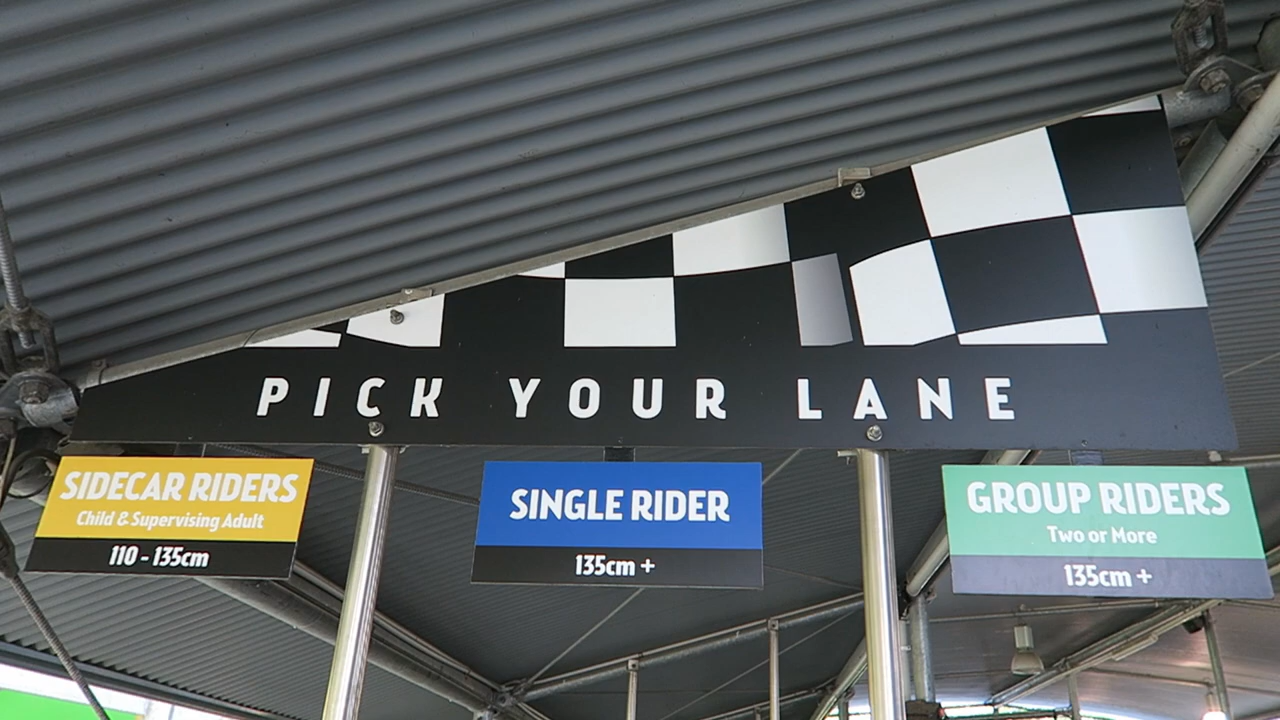 PICK YOUR LANE
SIDECAR RIDERS
Child & Supervising Adult
110 - 135cm
SINGLE RIDER
135cm +
GROUP RIDERS
Two or More
135cm +